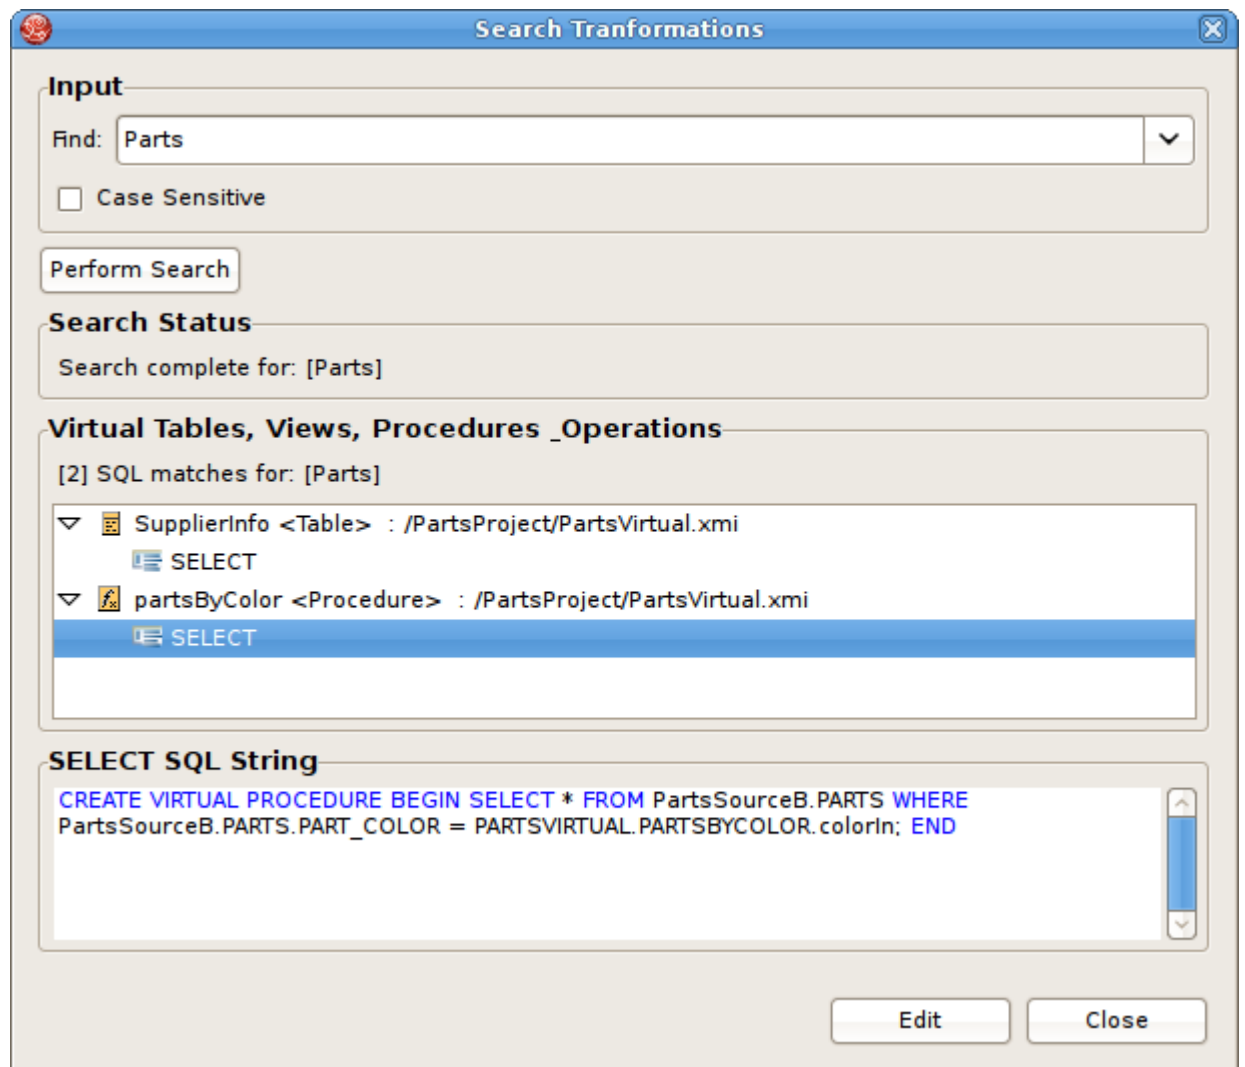 Search Tranformations
Input
Find: Parts
Case Sensitive
Perform Search
Search Status
Search complete for: [Parts]
Virtual Tables, Views, Procedures _Operations
[2] SQL matches for: [Parts]
SupplierInfo <Table> : /PartsProject/PartsVirtual.xmi
SELECT
partsByColor <Procedure> : /PartsProject/PartsVirtual.xmi
SELECT
SELECT SQL String
CREATE VIRTUAL PROCEDURE BEGIN SELECT * FROM PartsSourceB.PARTS WHERE
PartsSourceB.PARTS.PART_COLOR = PARTSVIRTUAL.PARTSBYCOLOR.colorIn; END
Edit Close